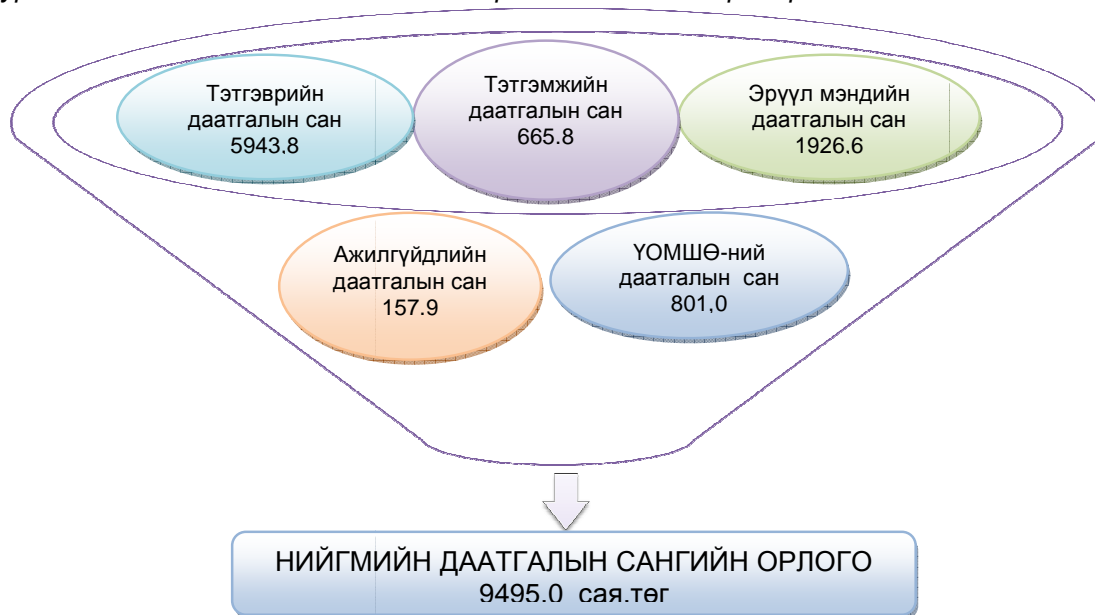 Тэтгэврийн
даатгалын сан
5943,8
Тэтгэмжийн
даатгалын сан
665.8
Эрүүл мэндийн
даатгалын сан
1926.6
Ажилгүйдлийн
даатгалын сан
157.9
ҮОМШӨ-ний
даатгалын сан
801,0
НИЙГМИЙН ДААТГАЛЫН САНГИЙН ОРЛОГО
9495.0 сая.төг